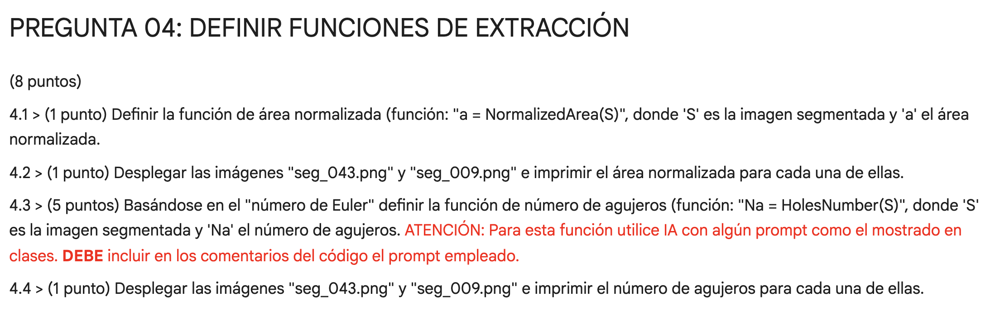 PREGUNTA 04: DEFINIR FUNCIONES DE EXTRACCIÓN
(8 puntos)
4.1 > (1 punto) Definir la función de área normalizada (función: "a = NormalizedArea(S)", donde 'S' es la imagen segmentada y 'a' el área
normalizada.
4.2 > (1 punto) Desplegar las imágenes "seg_043.png" y "seg_009.png" e imprimir el área normalizada para cada una de ellas.
4.3 > (5 puntos) Basándose en el "número de Euler" definir la función de número de agujeros (función: "Na = HolesNumber(S)", donde 'S'
es la imagen segmentada y 'Na' el número de agujeros. ATENCIÓN: Para esta función utilice IA con algún prompt como el mostrado en
clases. DEBE incluir en los comentarios del código el prompt empleado.
4.4 > (1 punto) Desplegar las imágenes "seg_043.png" y "seg_009.png" e imprimir el número de agujeros para cada una de ellas.